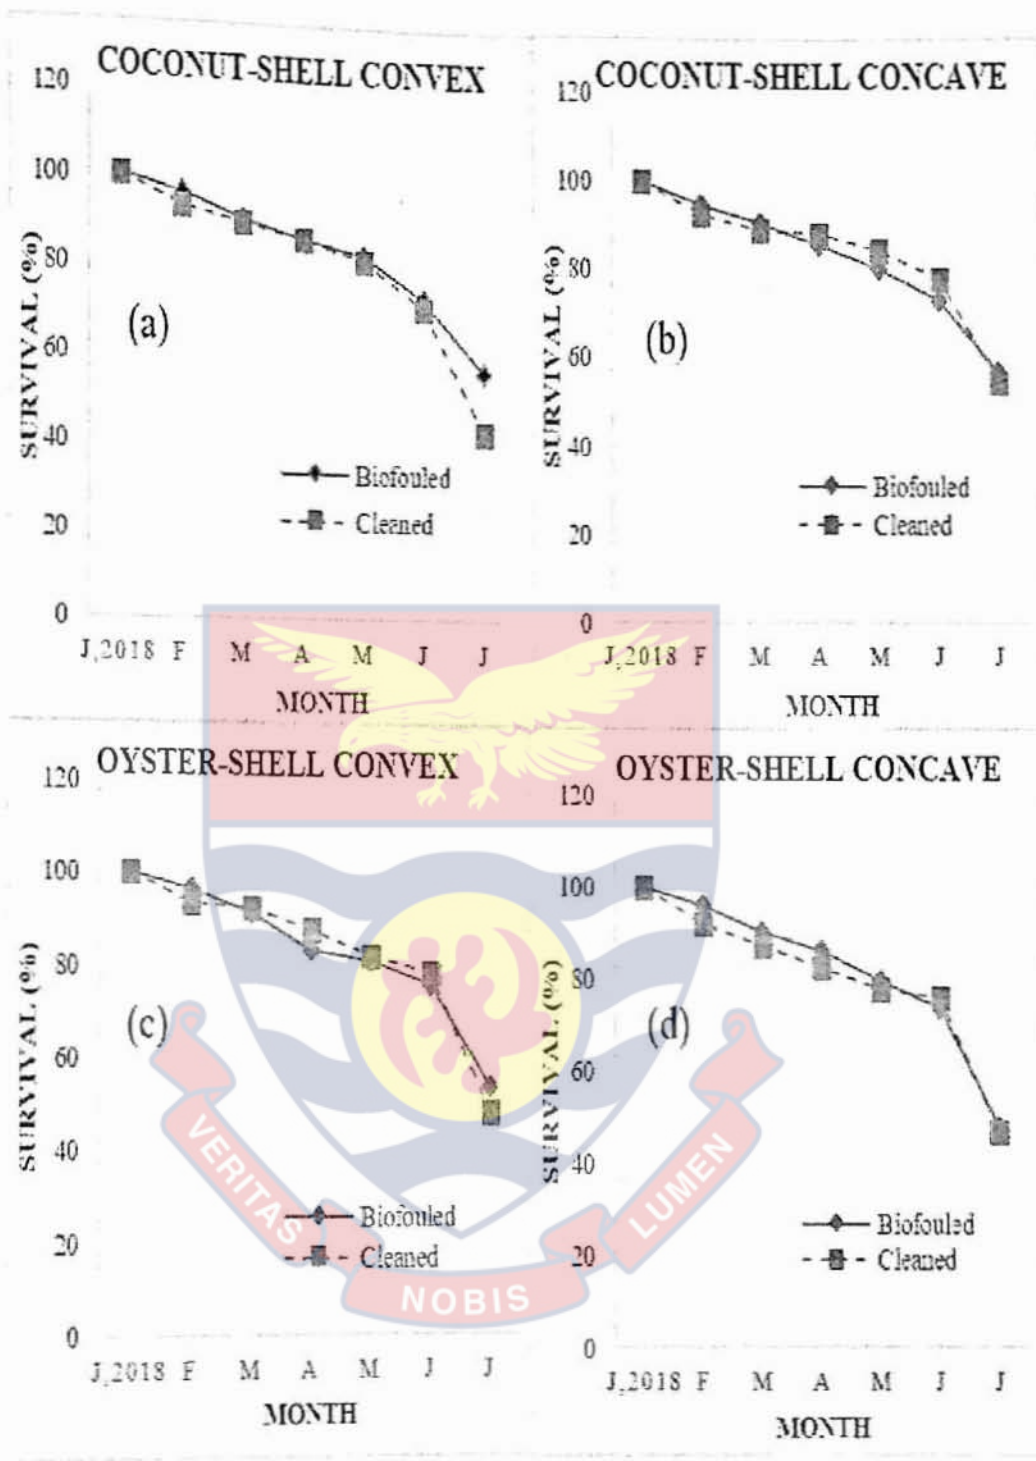 COCONUT-SHELL CONVEX
120
100
80
60
40
20
0
SURVIVAL (%)
(a)
Biofouled
Cleaned
J,2018 F M A M J J
MONTH
COCONUT-SHELL CONCAVE
120
100
80
60
40
20
0
SURVIVAL (%)
(b)
Biofouled
Cleaned
J,2018 F M A M J J
MONTH
OYSTER-SHELL CONVEX
120
100
80
60
40
20
0
SURVIVAL (%)
(c)
Biofouled
Cleaned
J,2018 F M A M J J
MONTH
OYSTER-SHELL CONCAVE
120
100
80
60
40
20
0
SURVIVAL (%)
(d)
Biofouled
Cleaned
J,2018 F M A M J J
MONTH
VERITAS
NOBIS
LUMEN